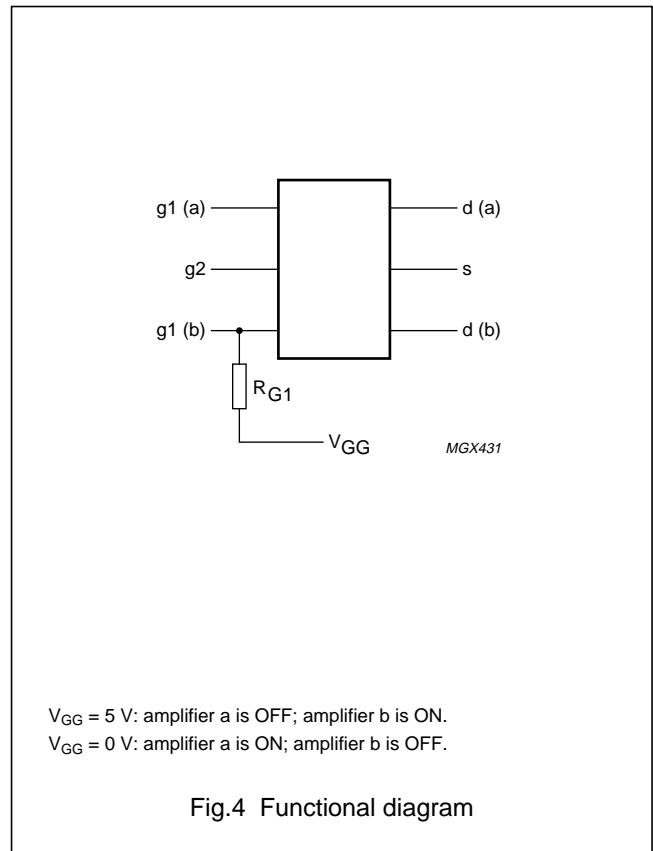 g1 (a)
d (a)
g2
s
g1 (b)
d (b)
RG1
VGG
MGX431
VGG = 5 V: amplifier a is OFF; amplifier b is ON.
VGG = 0 V: amplifier a is ON; amplifier b is OFF.
Fig.4 Functional diagram